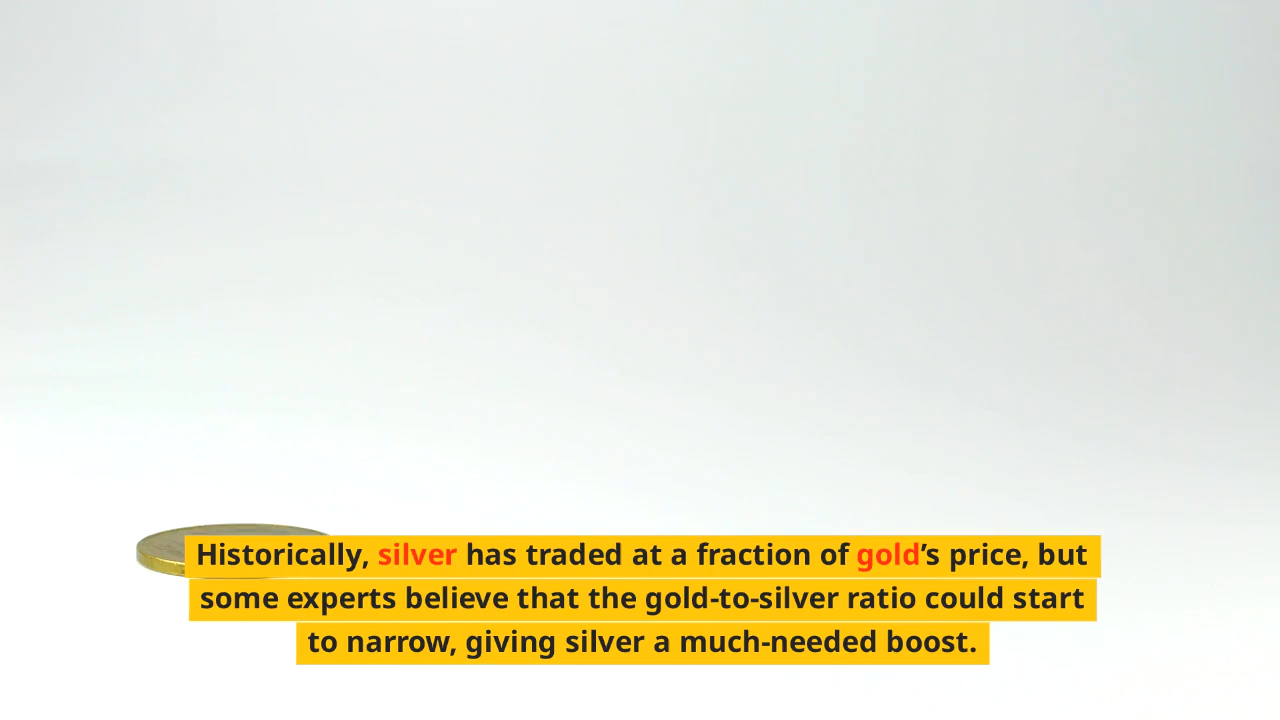 Historically, silver has traded at a fraction of gold’s price, but
some experts believe that the gold-to-silver ratio could start
to narrow, giving silver a much-needed boost.